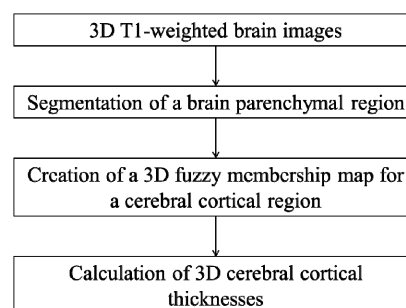 3D T1-weighted brain images
Segmentation of a brain parenchymal region
Creation of a 3D fuzzy membership map for
a cerebral cortical region
Calculation of 3D cerebral cortical
thicknesses